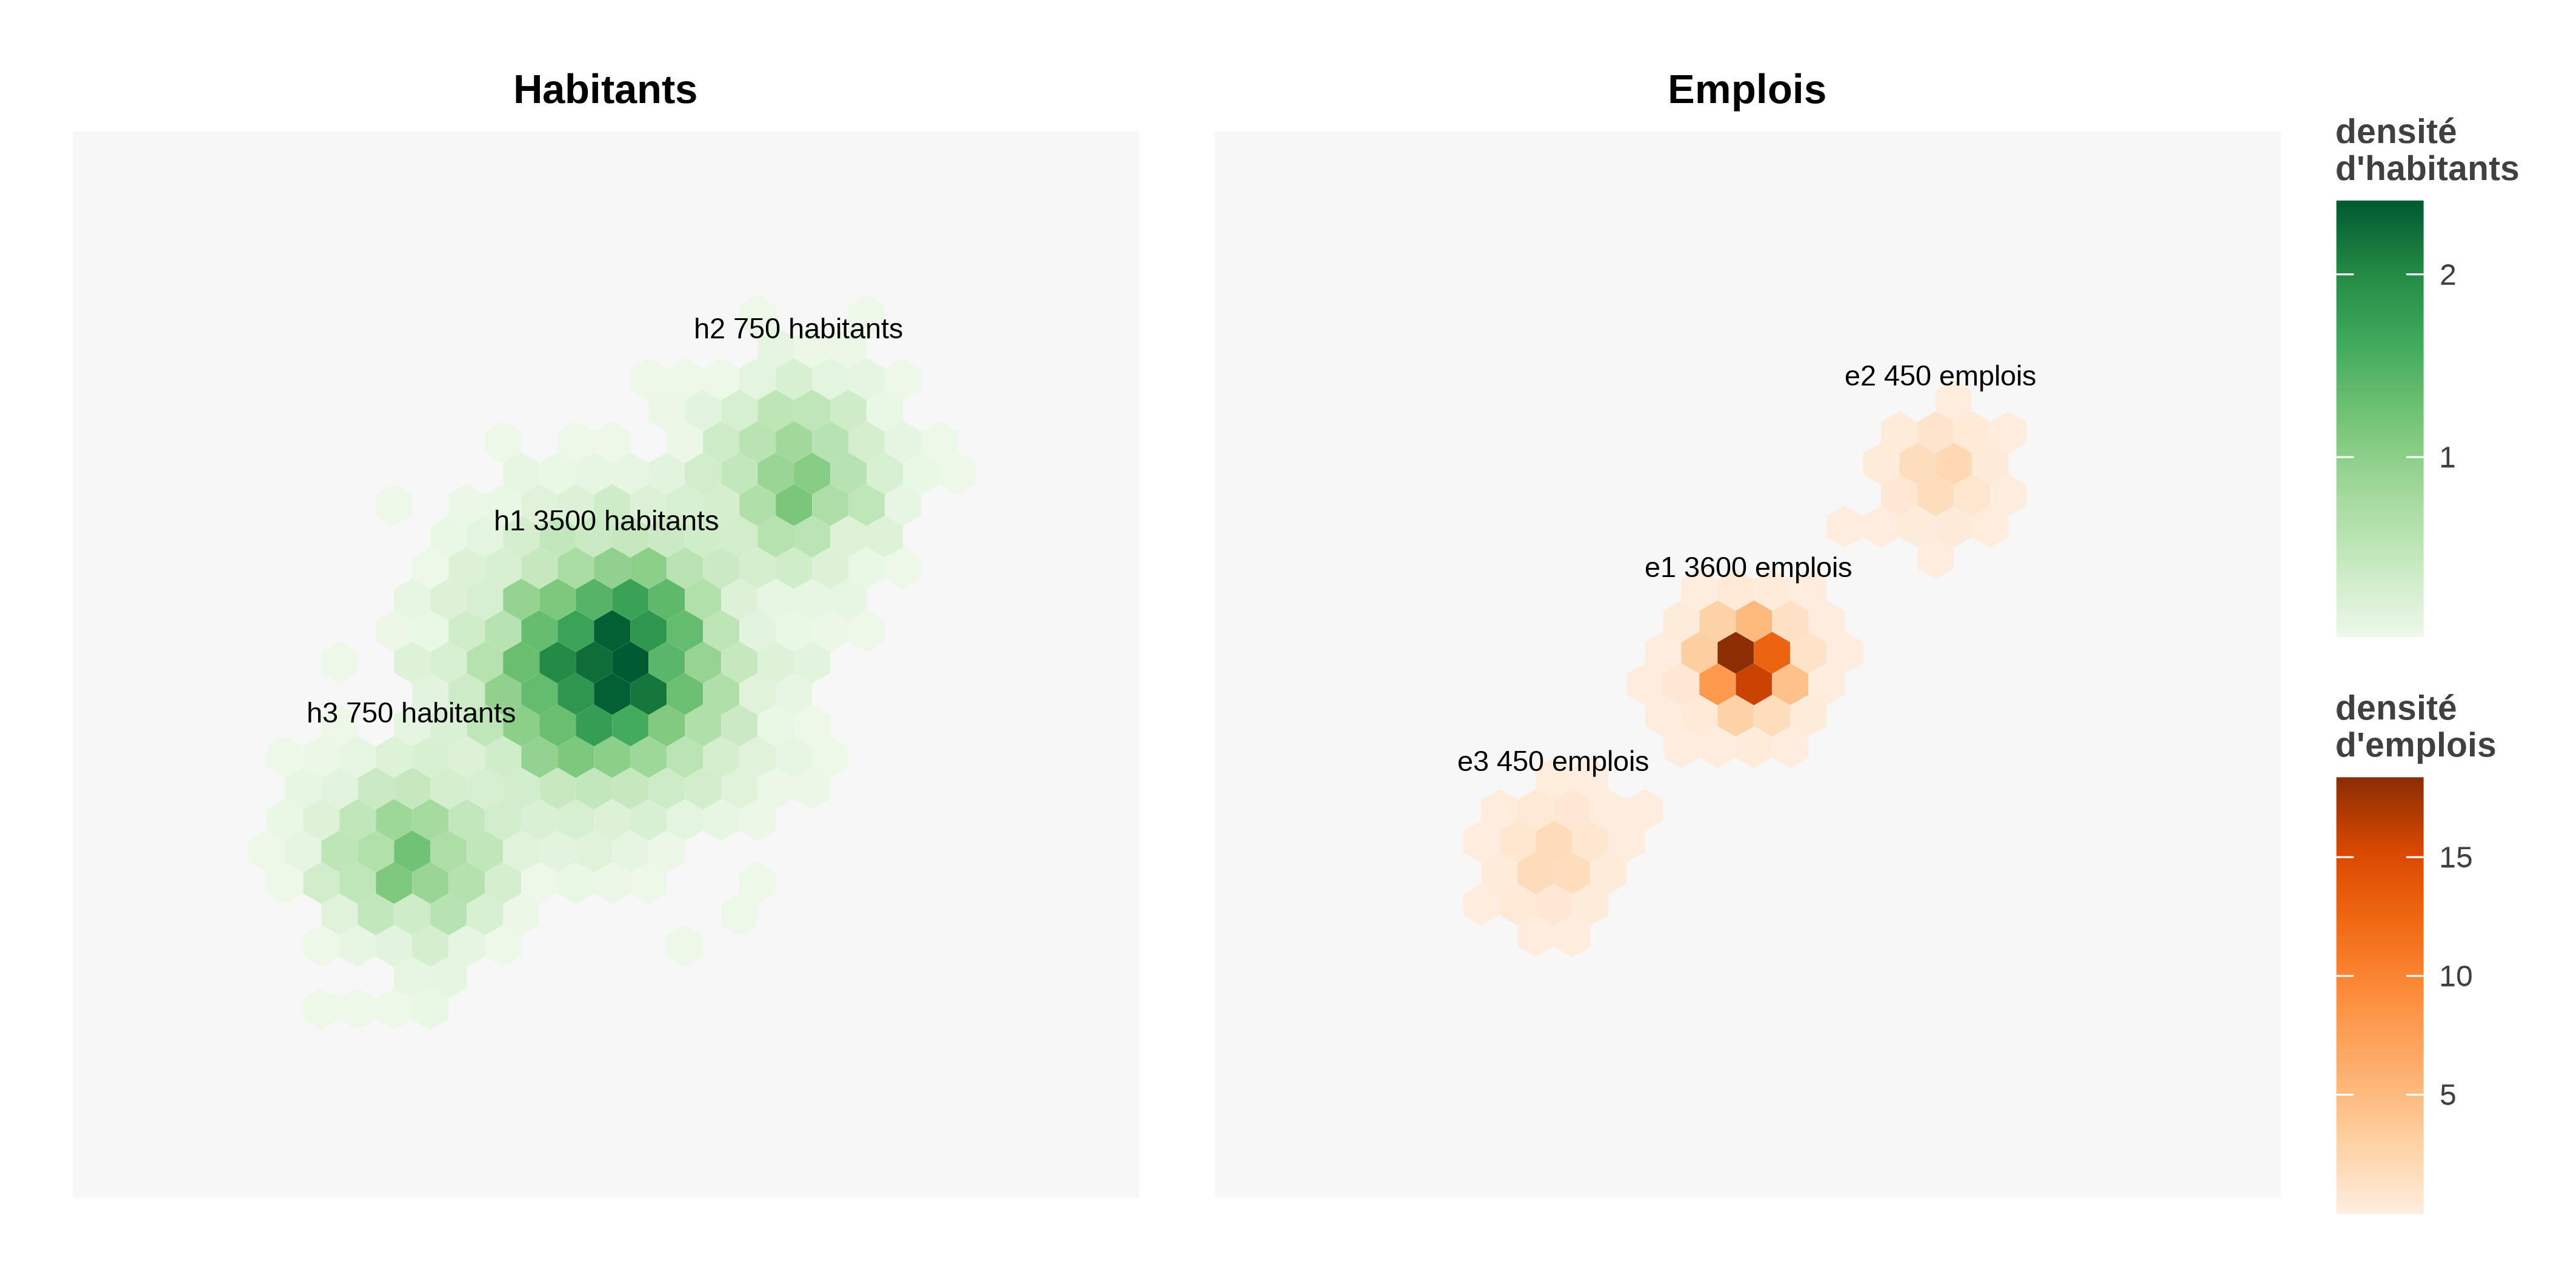 Habitants
h2 750 habitants
h1 3500 habitants
h3 750 habitants
Emplois
e2 450 emplois
e1 3600 emplois
e3 450 emplois
densité
d'habitants
2
1
densité
d'emplois
15
10
5